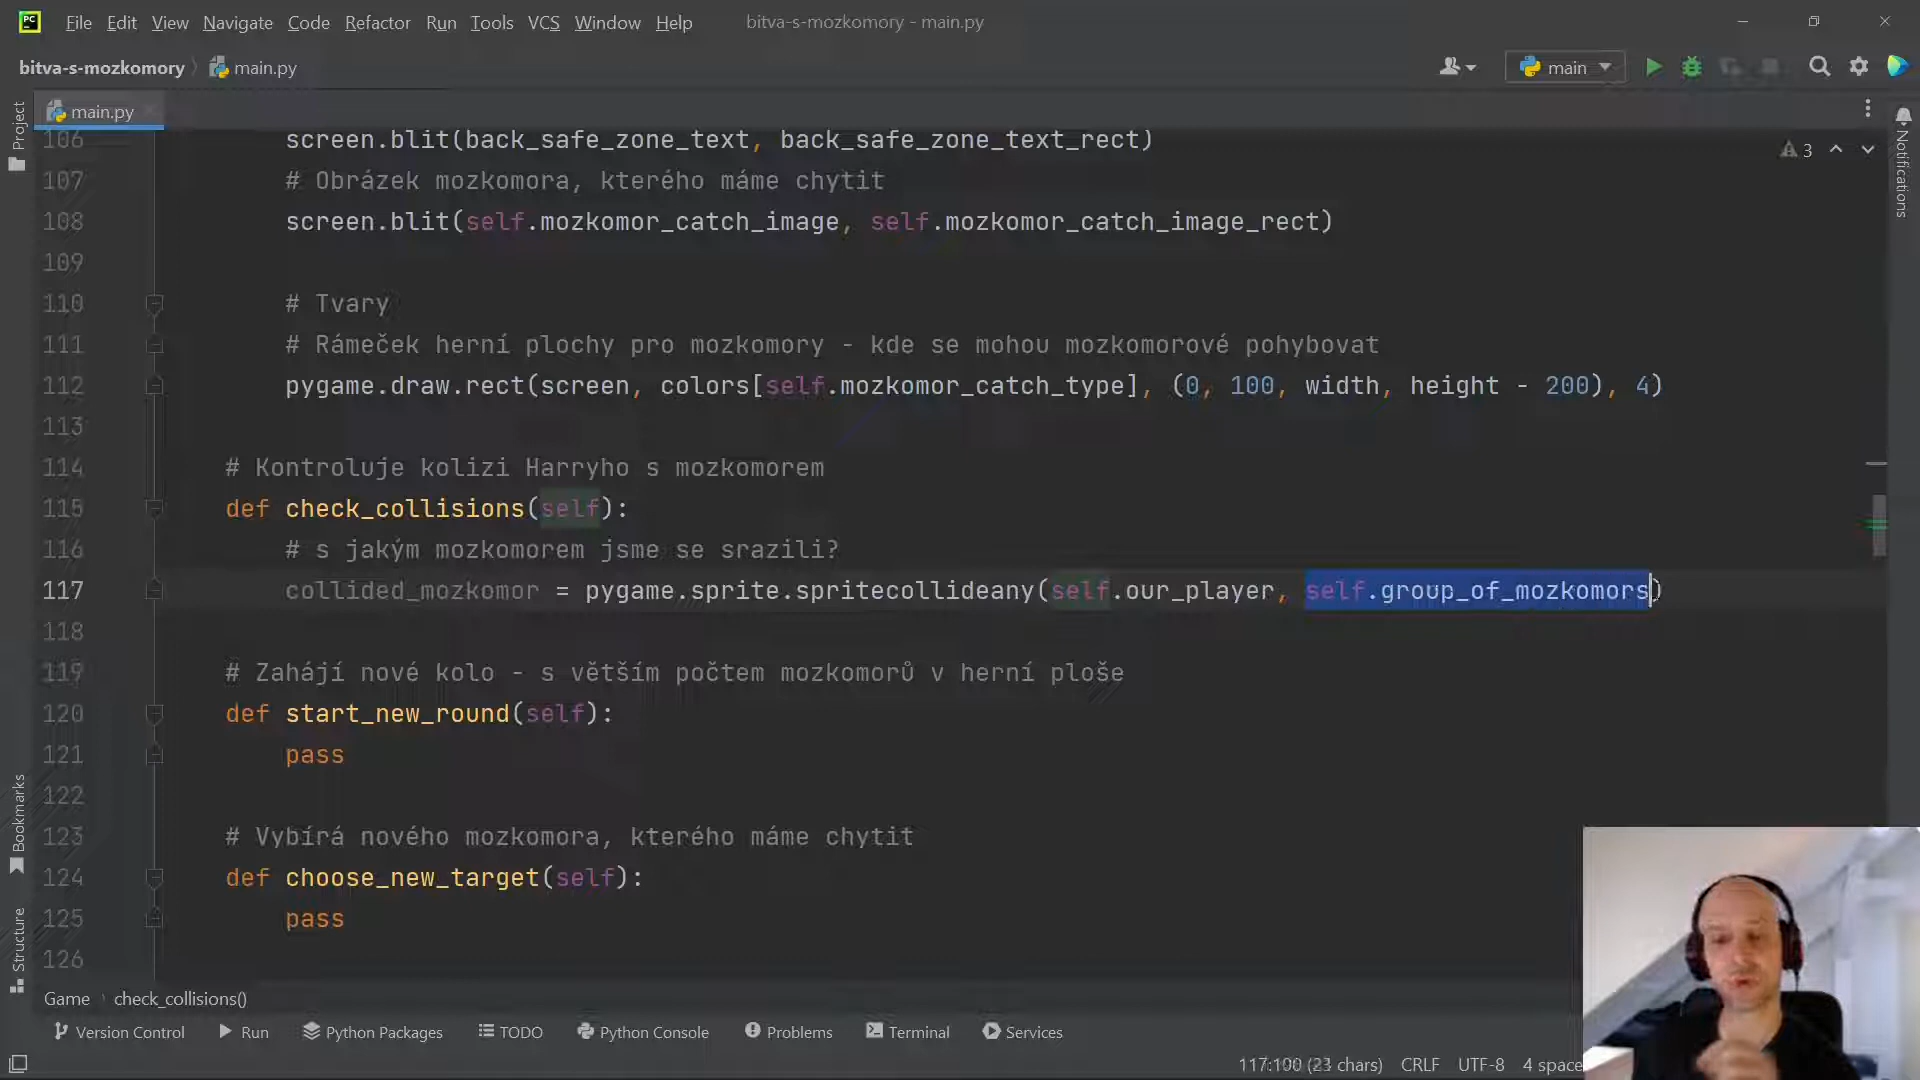 File Edit View Navigate Code Refactor Run Tools VCS Window Help bitva-s-mozkomory - main.py
bitva-s-mozkomory main.py main
main.py
Project
Notifications
3
106 screen.blit(back_safe_zone_text, back_safe_zone_text_rect)
107 # Obrázek mozkomora, kterého máme chytit
108 screen.blit(self.mozkomor_catch_image, self.mozkomor_catch_image_rect)
109
110 # Tvary
111 # Rámeček herní plochy pro mozkomory - kde se mohou mozkomorové pohybovat
112 pygame.draw.rect(screen, colors[self.mozkomor_catch_type], (0, 100, width, height - 200), 4)
113
114 # Kontroluje kolizi Harryho s mozkomorem
115 def check_collisions(self):
116 # s jakým mozkomorem jsme se srazili?
117 collided_mozkomor = pygame.sprite.spritecollideany(self.our_player, self.group_of_mozkomors)
118
119 # Zahájí nové kolo - s větším počtem mozkomorů v herní ploše
120 def start_new_round(self):
121 pass
122
123 # Vybírá nového mozkomora, kterého máme chytit
124 def choose_new_target(self):
125 pass
126
Bookmarks
Structure
Game check_collisions()
Version Control Run Python Packages TODO Python Console Problems Terminal Services
117:100 (23 chars) CRLF UTF-8 4 space